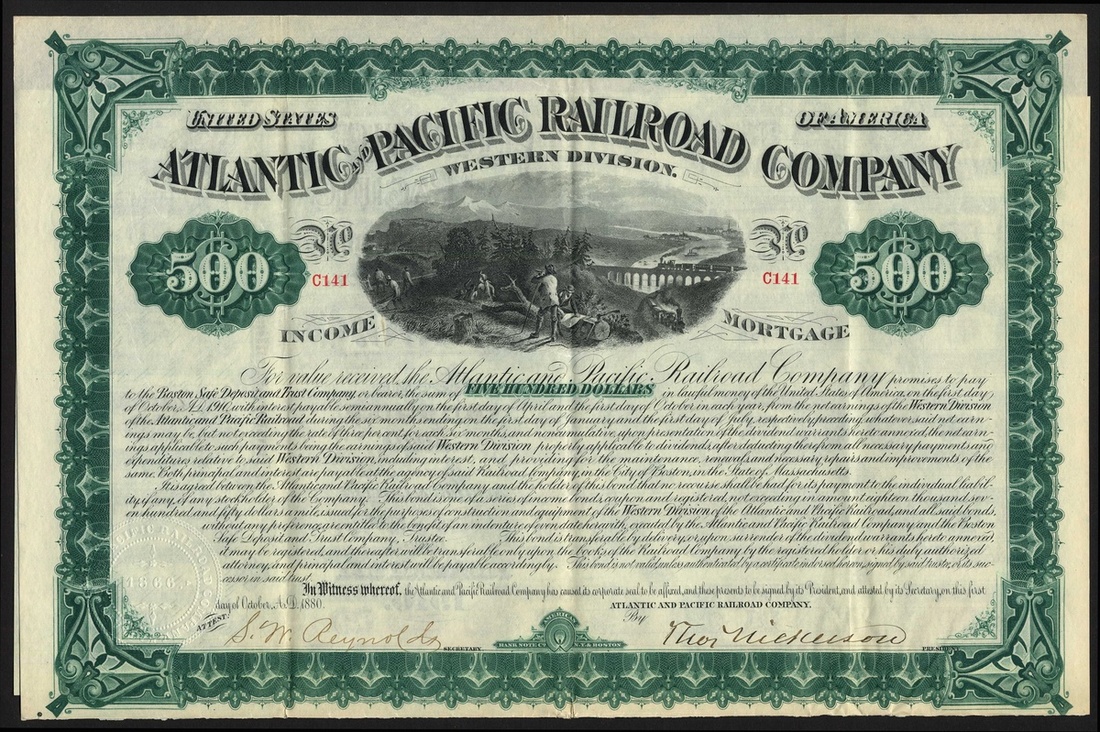 UNITED STATES OF AMERICA
ATLANTIC AND PACIFIC RAILROAD COMPANY
WESTERN DIVISION.
No No
$500 $500
C141 C141
INCOME MORTGAGE
For value received, the Atlantic and Pacific Railroad Company promises to pay
to the Boston Safe Deposit and Trust Company, or bearer, the sum of FIVE HUNDRED DOLLARS in lawful money of the United States of America, on the first day
of October, A.D. 1910, with interest payable semiannually on the first day of April and the first day of October in each year, from the net earnings of the Western Division
of the Atlantic and Pacific Railroad during the six months ending on the first day of January and the first day of July, respectively preceding, whatever said net earn-
ings may be, but not exceeding the rate of three per cent. for each six months, and noncumulative, on presentation of the dividend warrants hereto annexed, the net earn-
ings applicable to such payments being the net earnings of said Western Division properly applicable to dividends, after deducting therefrom all necessary payments and
expenditures relative to said Western Division, including interest, and provision for the maintenance, renewals, and necessary repairs and improvements of the
same. Both principal and interest are payable at the agency of said Railroad Company in the City of Boston, in the State of Massachusetts.
It is agreed between the Atlantic and Pacific Railroad Company and the holder of this bond that no recourse shall be had for its payment to the individual liabil-
ity of any, of any stockholder of the Company. This bond is one of a series of income bonds, coupon and registered, not exceeding in amount eighteen thousand, sev-
en hundred and fifty dollars a mile, issued for the purposes of construction and equipment of the Western Division of the Atlantic and Pacific Railroad, and all said bonds,
without any preference, are entitled to the benefit of an indenture of even date herewith, executed by the Atlantic and Pacific Railroad Company and the Boston
Safe Deposit and Trust Company, Trustee. This bond is transferable by delivery, or upon surrender of the dividend warrants hereto annexed,
it may be registered, and thereafter will be transferable only upon the books of the Railroad Company by the registered holder or his duly authorized
attorney, and principal and interest will be payable accordingly. This bond is not valid unless authenticated by a certificate indorsed hereon, signed by said trustee, or its suc-
cessor in said trust.
In Witness whereof, the Atlantic and Pacific Railroad Company has caused its corporate seal to be affixed, and these presents to be signed by its President, and attested by its Secretary, on this first
day of October, A.D. 1880.
ATLANTIC AND PACIFIC RAILROAD COMPANY.
ATTEST: S. W. Reynolds SECRETARY. By Thos Nickerson PRESIDENT
AMERICAN
BANK NOTE CO. N.Y. & BOSTON
1866